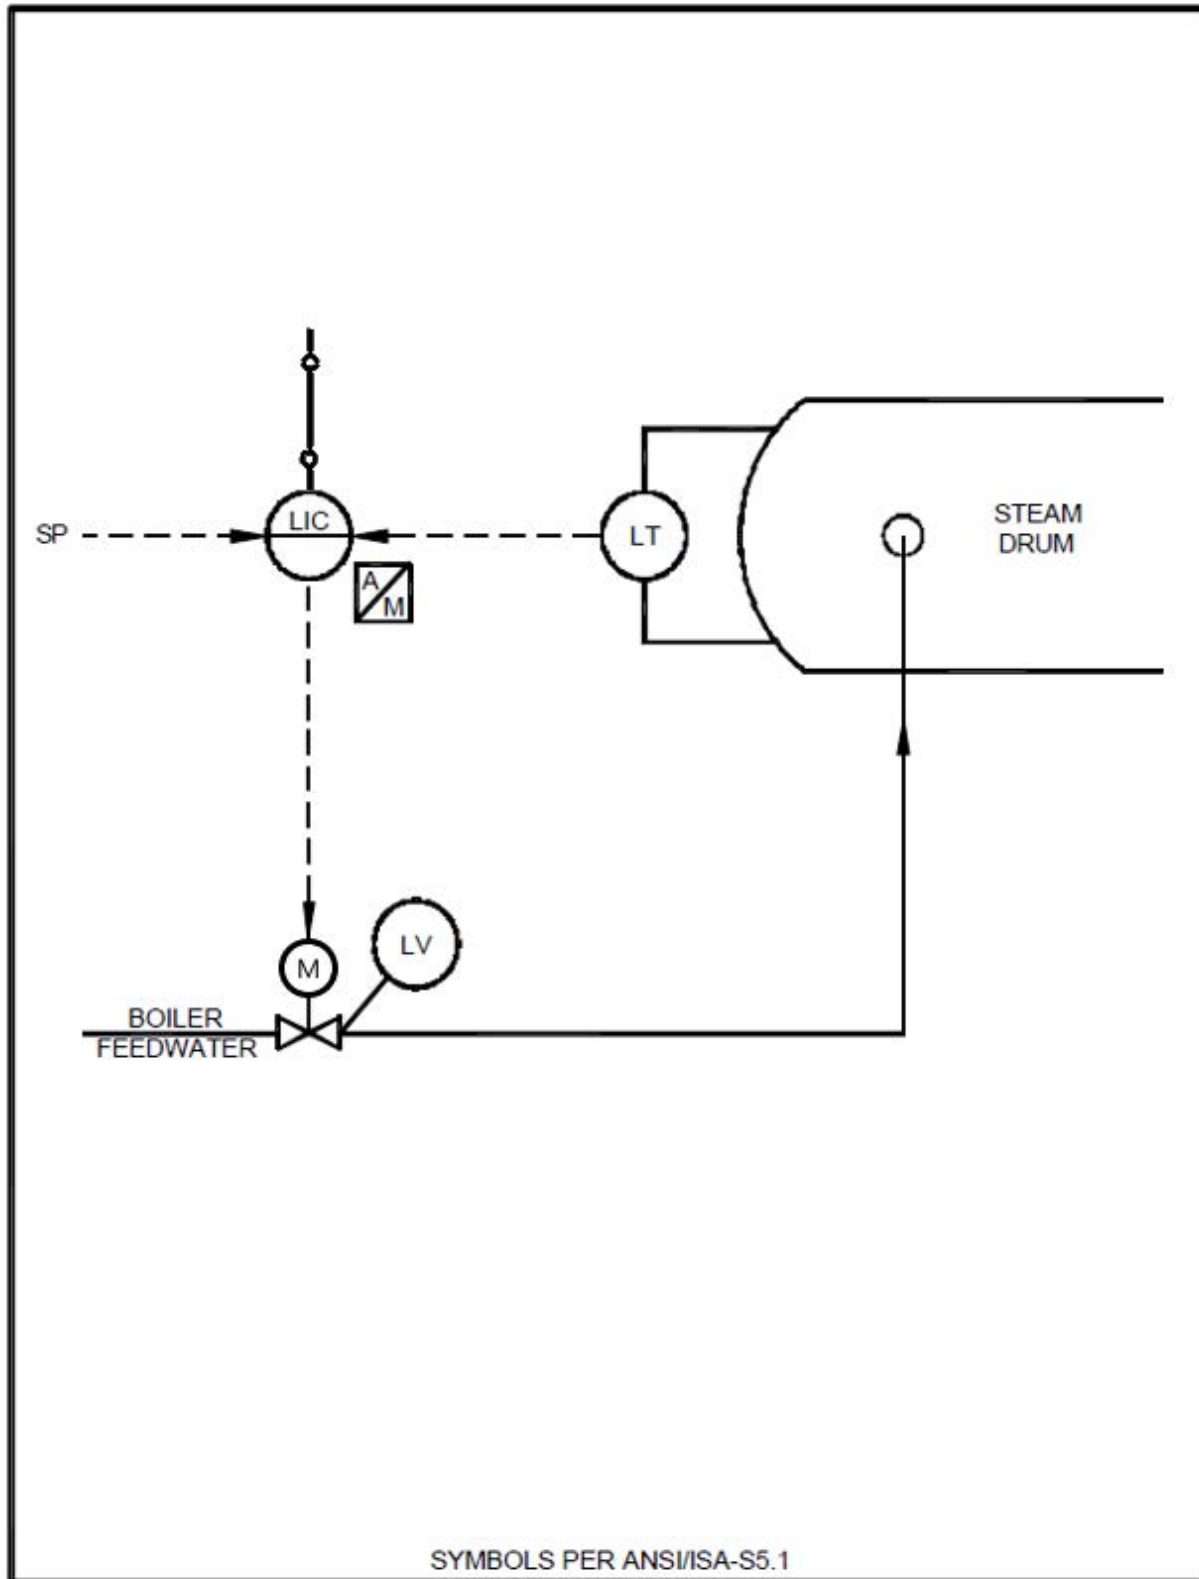 SP
LIC
A
M
LT
STEAM
DRUM
M
LV
BOILER
FEEDWATER
SYMBOLS PER ANSI/ISA-S5.1